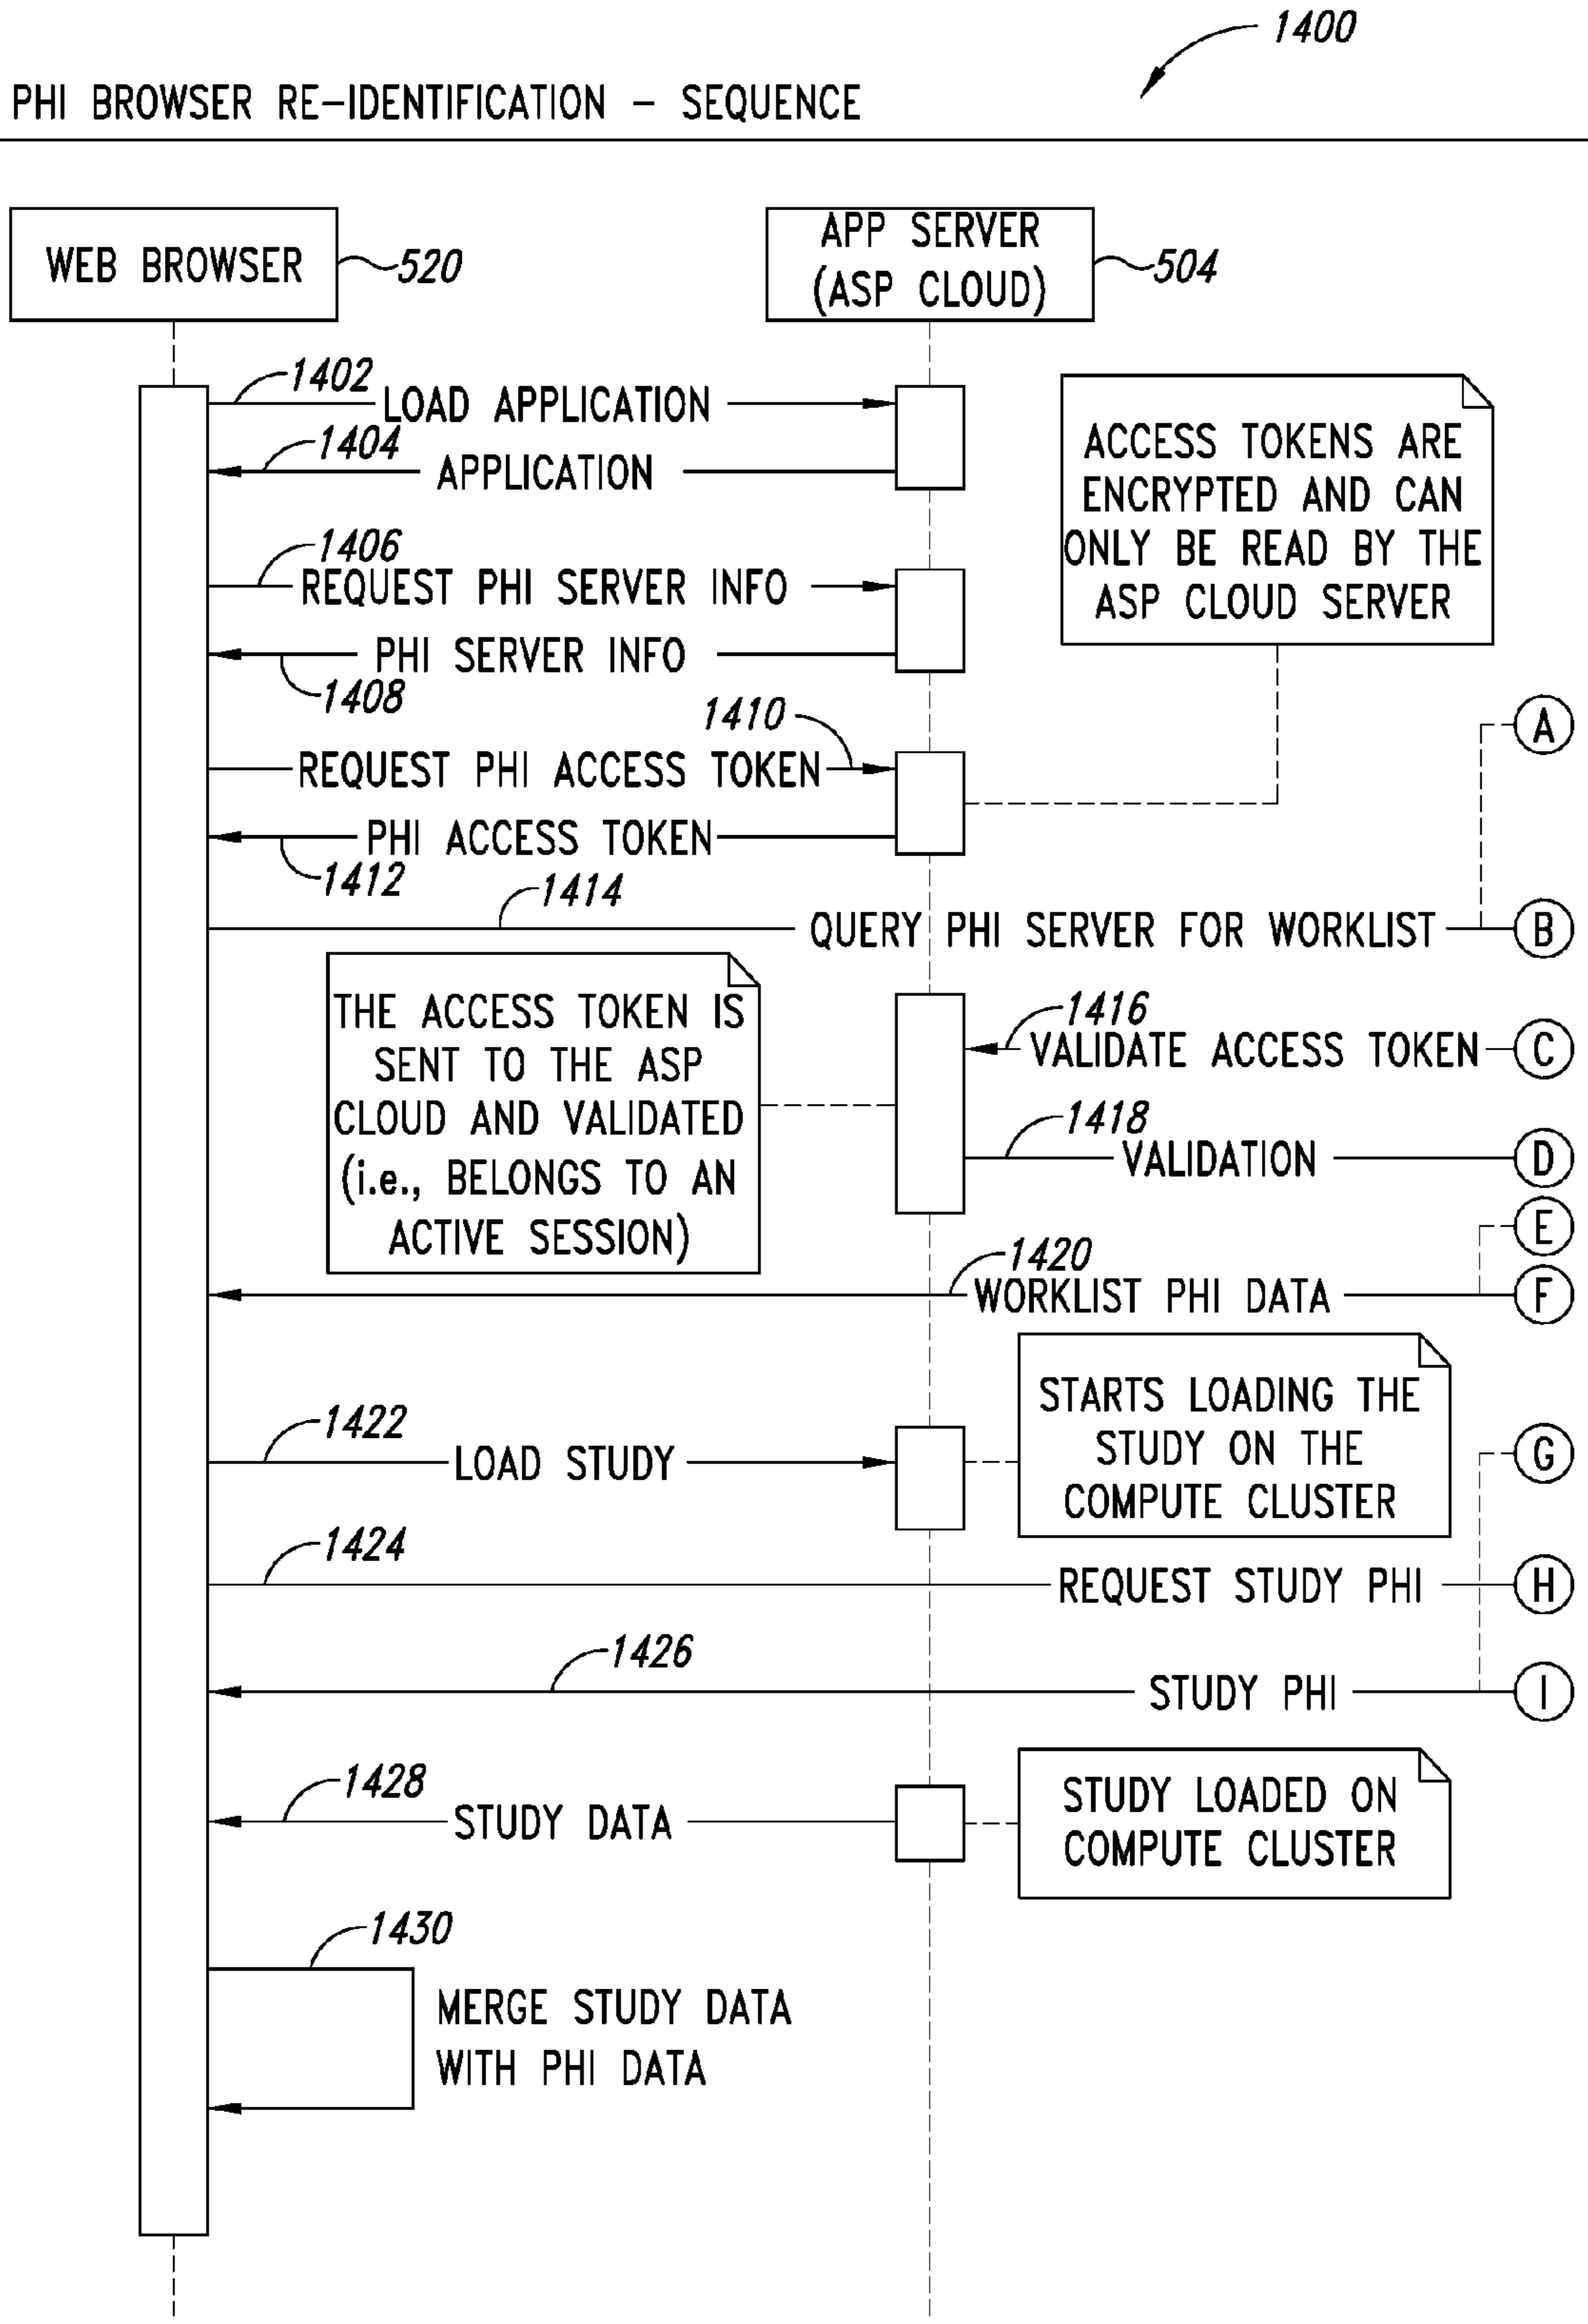 1400
PHI BROWSER RE-IDENTIFICATION - SEQUENCE
WEB BROWSER
520
APP SERVER
(ASP CLOUD)
504
1402
LOAD APPLICATION
1404
APPLICATION
ACCESS TOKENS ARE
ENCRYPTED AND CAN
ONLY BE READ BY THE
ASP CLOUD SERVER
1406
REQUEST PHI SERVER INFO
PHI SERVER INFO
1408
1410
A
REQUEST PHI ACCESS TOKEN
PHI ACCESS TOKEN
1412
1414
QUERY PHI SERVER FOR WORKLIST
B
THE ACCESS TOKEN IS
SENT TO THE ASP
CLOUD AND VALIDATED
(i.e., BELONGS TO AN
ACTIVE SESSION)
1416
VALIDATE ACCESS TOKEN
C
1418
VALIDATION
D
E
1420
WORKLIST PHI DATA
F
STARTS LOADING THE
STUDY ON THE
COMPUTE CLUSTER
1422
LOAD STUDY
G
1424
REQUEST STUDY PHI
H
1426
STUDY PHI
I
1428
STUDY DATA
STUDY LOADED ON
COMPUTE CLUSTER
1430
MERGE STUDY DATA
WITH PHI DATA